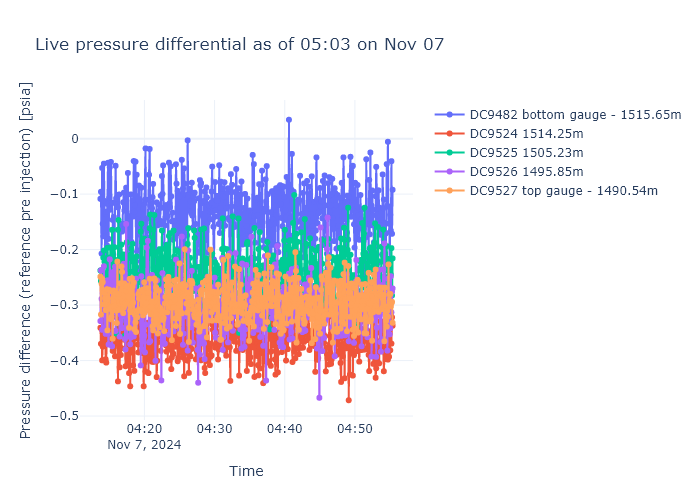 Live pressure differential as of 05:03 on Nov 07
Pressure difference (reference pre injection) [psia]
0
−0.1
−0.2
−0.3
−0.4
−0.5
04:20
04:30
04:40
04:50
Nov 7, 2024
Time
DC9482 bottom gauge - 1515.65m
DC9524 1514.25m
DC9525 1505.23m
DC9526 1495.85m
DC9527 top gauge - 1490.54m